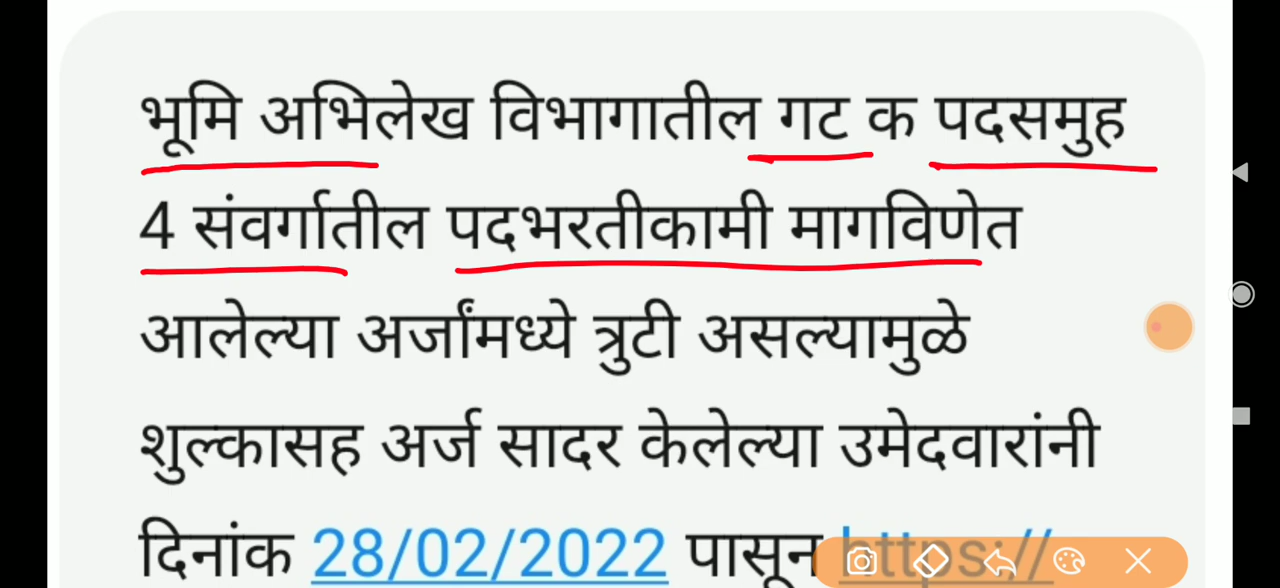 भूमि अभिलेख विभागातील गट क पदसमुह
4 संवर्गातील पदभरतीकामी मागविणेत
आलेल्या अर्जांमध्ये त्रुटी असल्यामुळे
शुल्कासह अर्ज सादर केलेल्या उमेदवारांनी
दिनांक 28/02/2022 पासून https://